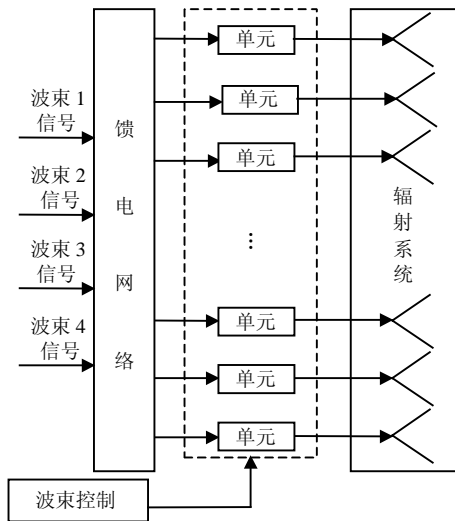 单元
单元
单元
⋮
单元
单元
单元
波束 1
信号
波束 2
信号
波束 3
信号
波束 4
信号
馈
电
网
络
辐
射
系
统
波束控制